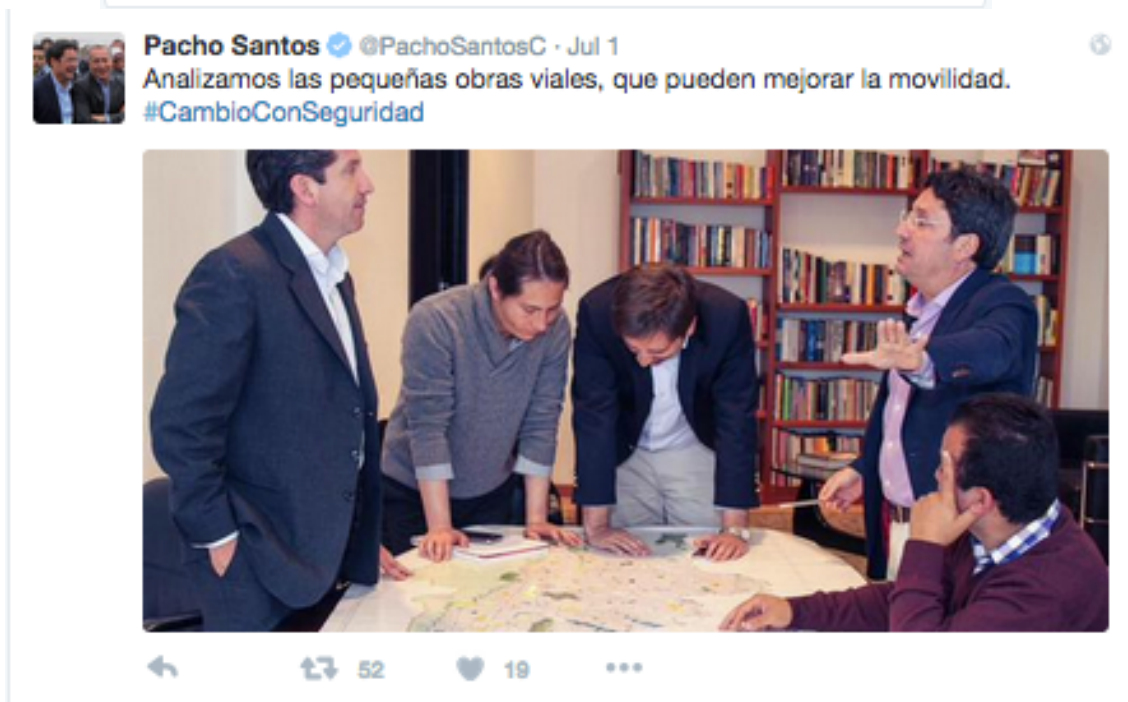 Pacho Santos @PachoSantosC · Jul 1
Analizamos las pequeñas obras viales, que pueden mejorar la movilidad.
#CambioConSeguridad
52 19